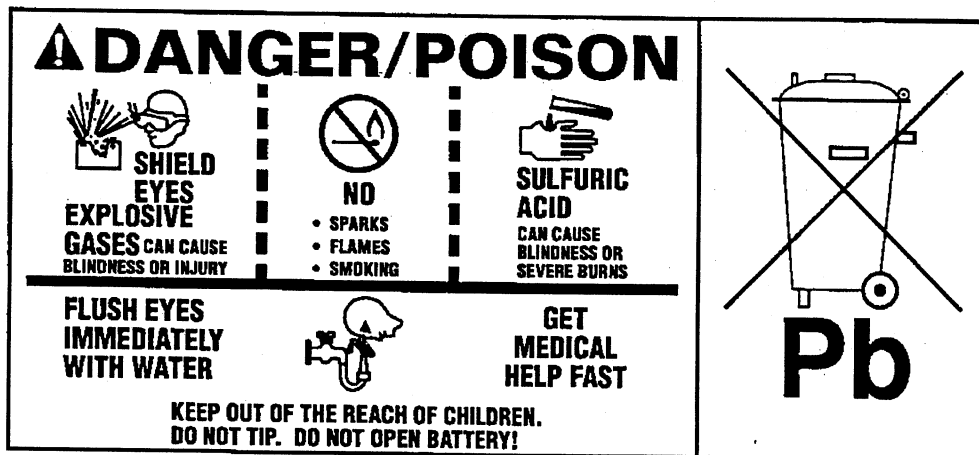 DANGER/POISON
SHIELD
EYES
EXPLOSIVE
GASES CAN CAUSE
BLINDNESS OR INJURY
NO
• SPARKS
• FLAMES
• SMOKING
SULFURIC
ACID
CAN CAUSE
BLINDNESS OR
SEVERE BURNS
FLUSH EYES
IMMEDIATELY
WITH WATER
GET
MEDICAL
HELP FAST
KEEP OUT OF THE REACH OF CHILDREN.
DO NOT TIP. DO NOT OPEN BATTERY!
Pb